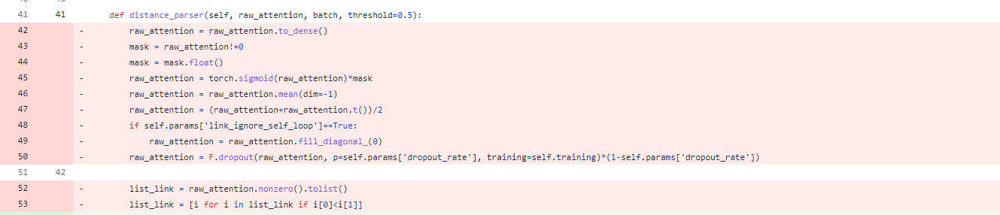 41 41 def distance_parser(self, raw_attention, batch, threshold=0.5):
42 - raw_attention = raw_attention.to_dense()
43 - mask = raw_attention!=0
44 - mask = mask.float()
45 - raw_attention = torch.sigmoid(raw_attention)*mask
46 - raw_attention = raw_attention.mean(dim=-1)
47 - raw_attention = (raw_attention+raw_attention.t())/2
48 - if self.params['link_ignore_self_loop']==True:
49 - raw_attention = raw_attention.fill_diagonal_(0)
50 - raw_attention = F.dropout(raw_attention, p=self.params['dropout_rate'], training=self.training)*(1-self.params['dropout_rate'])
51 42
52 - list_link = raw_attention.nonzero().tolist()
53 - list_link = [i for i in list_link if i[0]<i[1]]